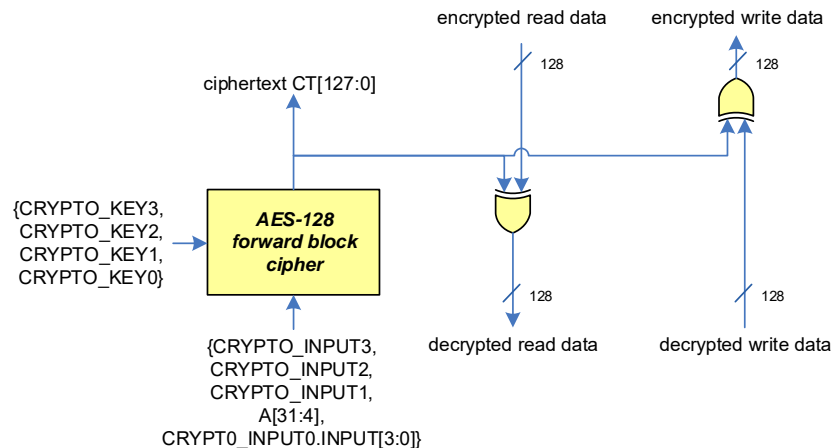 encrypted read data
encrypted write data
128
128
ciphertext CT[127:0]
{CRYPTO_KEY3,
CRYPTO_KEY2,
CRYPTO_KEY1,
CRYPTO_KEY0}
AES-128
forward block
cipher
128
128
{CRYPTO_INPUT3,
CRYPTO_INPUT2,
CRYPTO_INPUT1,
A[31:4],
CRYPT0_INPUT0.INPUT[3:0]}
decrypted read data
decrypted write data